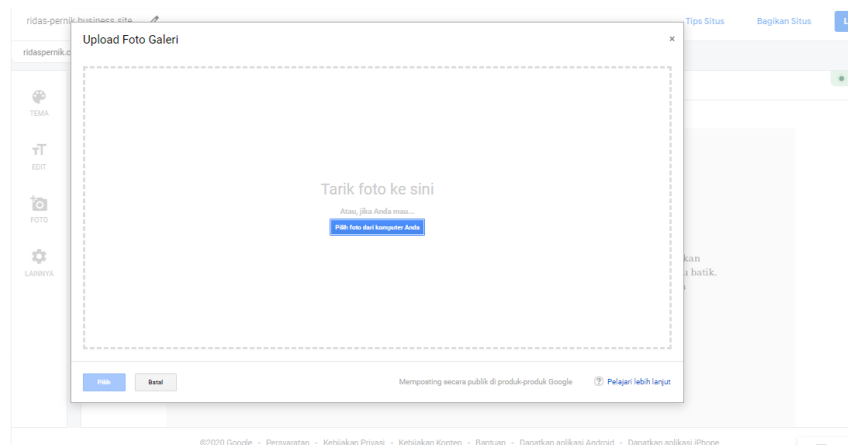 ridas-pernik.business.site
Tips Situs
Bagikan Situs
Upload Foto Galeri
×
ridaspernik.c
TEMA
EDIT
FOTO
LAINNYA
Tarik foto ke sini
Atau, jika Anda mau...
Pilih foto dari komputer Anda
kan
u batik.
Pilih
Batal
Memposting secara publik di produk-produk Google
Pelajari lebih lanjut
©2020 Google - Persyaratan - Kebijakan Privasi - Kebijakan Konten - Bantuan - Dapatkan aplikasi Android - Dapatkan aplikasi iPhone